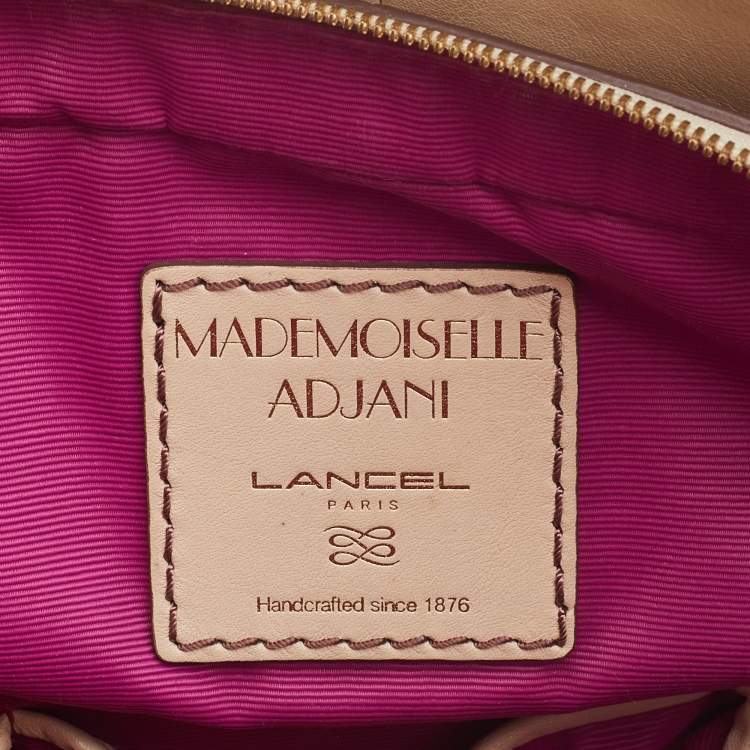 MADEMOISELLE
ADJANI
LANCEL
PARIS
Handcrafted since 1876